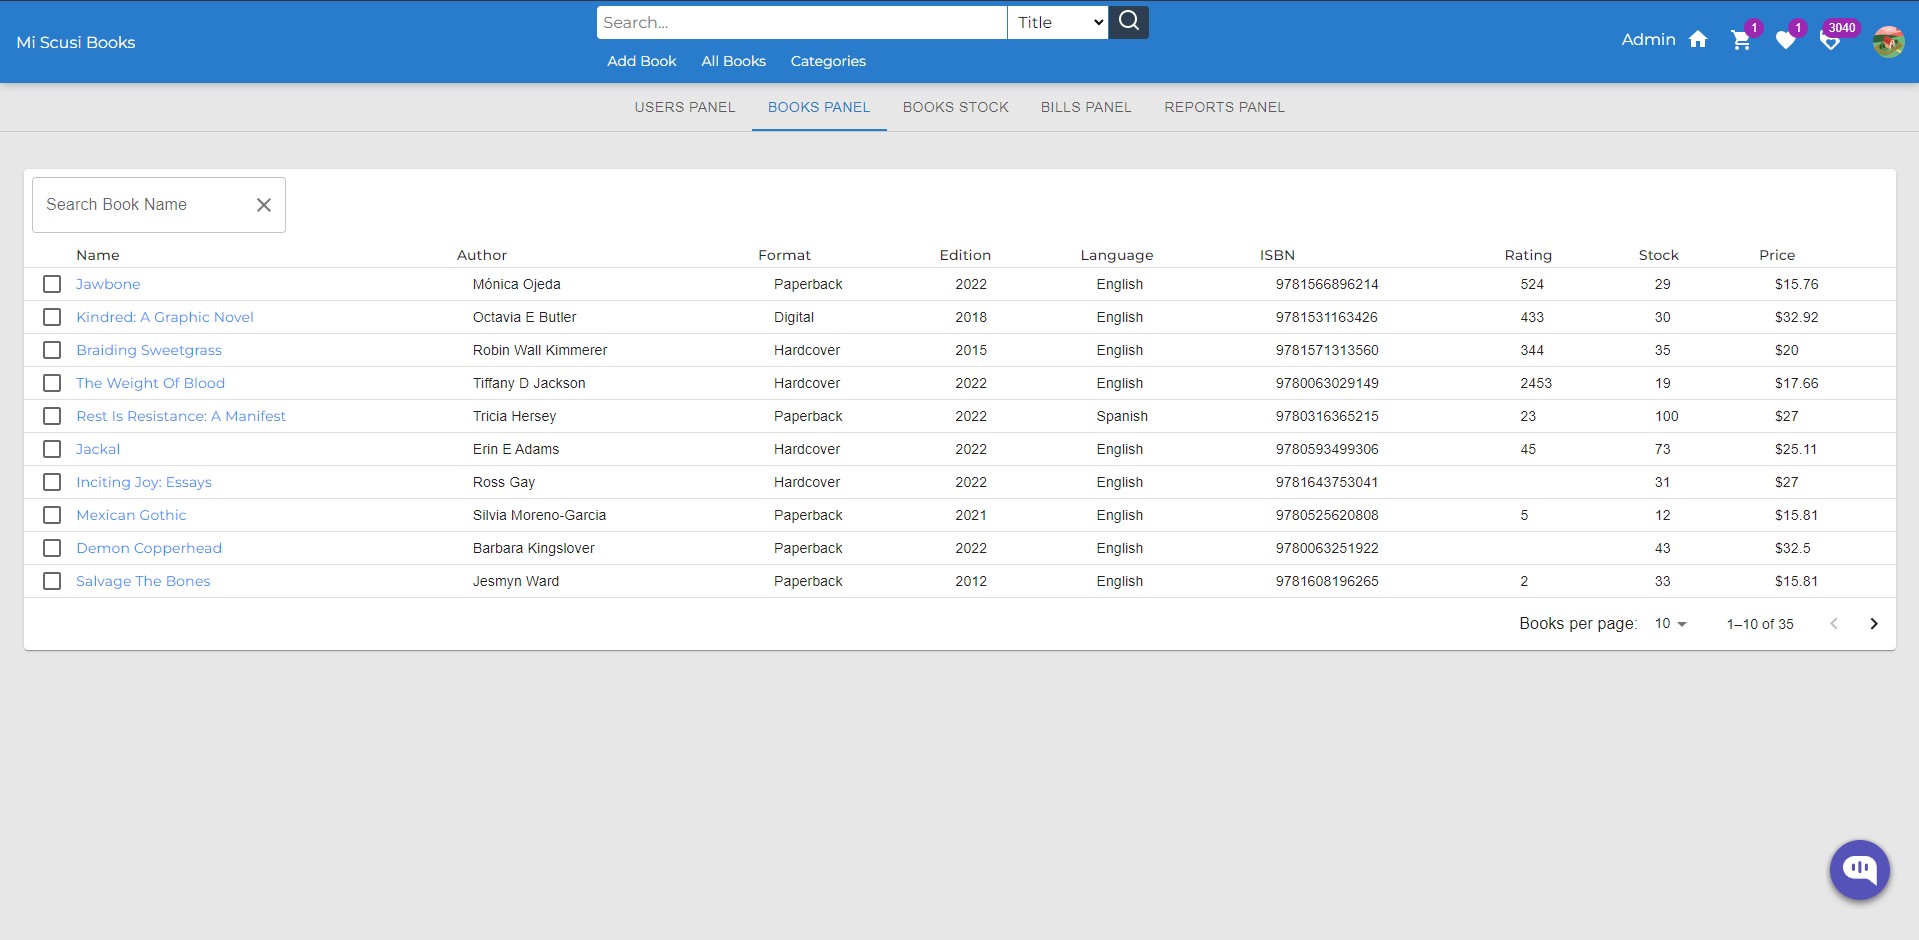 Mi Scusi Books
Search...
Title
Add Book All Books Categories
Admin 1 1 3040
USERS PANEL BOOKS PANEL BOOKS STOCK BILLS PANEL REPORTS PANEL
Search Book Name
Name Author Format Edition Language ISBN Rating Stock Price
Jawbone Mónica Ojeda Paperback 2022 English 9781566896214 524 29 $15.76
Kindred: A Graphic Novel Octavia E Butler Digital 2018 English 9781531163426 433 30 $32.92
Braiding Sweetgrass Robin Wall Kimmerer Hardcover 2015 English 9781571313560 344 35 $20
The Weight Of Blood Tiffany D Jackson Hardcover 2022 English 9780063029149 2453 19 $17.66
Rest Is Resistance: A Manifest Tricia Hersey Paperback 2022 Spanish 9780316365215 23 100 $27
Jackal Erin E Adams Hardcover 2022 English 9780593499306 45 73 $25.11
Inciting Joy: Essays Ross Gay Hardcover 2022 English 9781643753041 31 $27
Mexican Gothic Silvia Moreno-Garcia Paperback 2021 English 9780525620808 5 12 $15.81
Demon Copperhead Barbara Kingslover Paperback 2022 English 9780063251922 43 $32.5
Salvage The Bones Jesmyn Ward Paperback 2012 English 9781608196265 2 33 $15.81
Books per page: 10 1–10 of 35